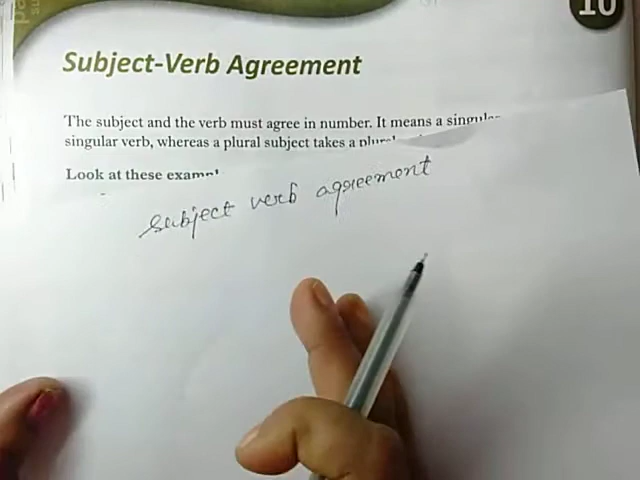 10
Subject-Verb Agreement
The subject and the verb must agree in number. It means a
singular verb, whereas a plural subject takes a
Look at these
subject verb agreement